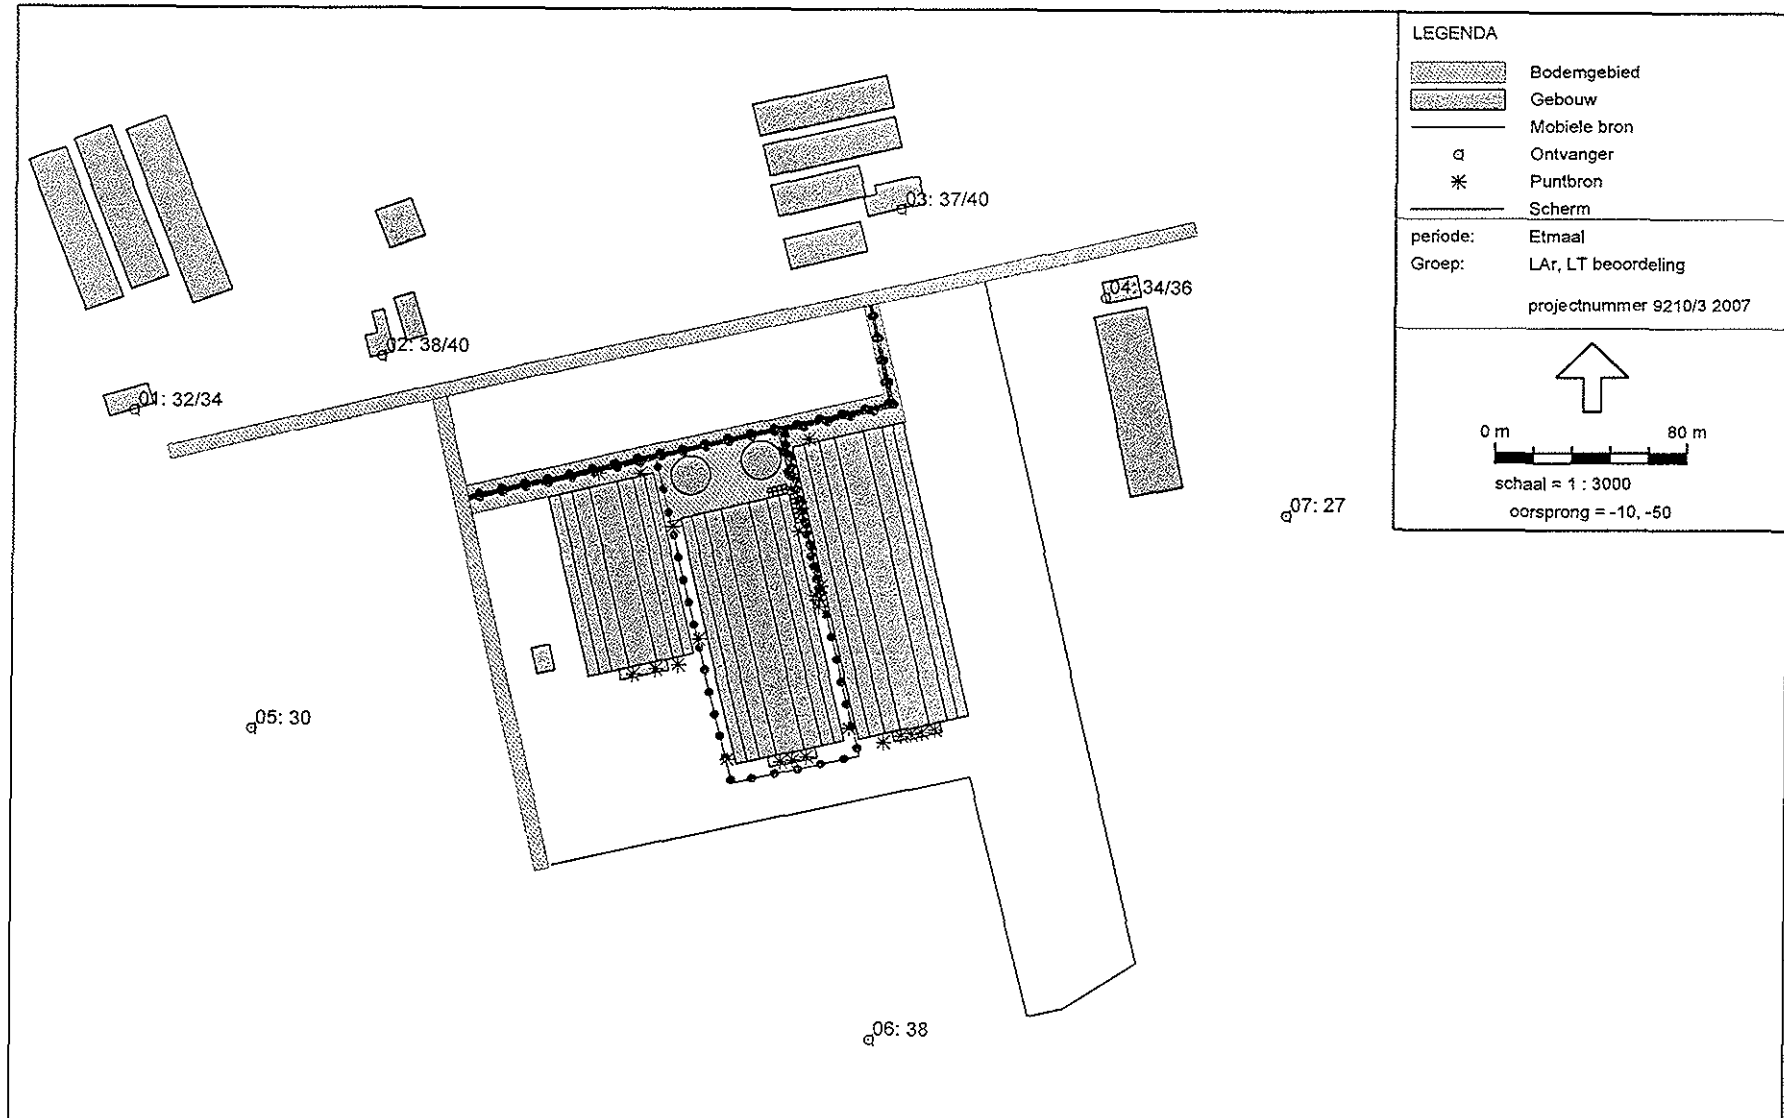 LEGENDA
Bodemgebied
Gebouw
Mobiele bron
Ontvanger
Puntbron
Scherm
periode: Etmaal
Groep: LAr, LT beoordeling
projectnummer 9210/3 2007
0 m 80 m
schaal = 1 : 3000
oorsprong = -10, -50
03: 37/40
04: 34/36
02: 38/40
01: 32/34
07: 27
05: 30
06: 38